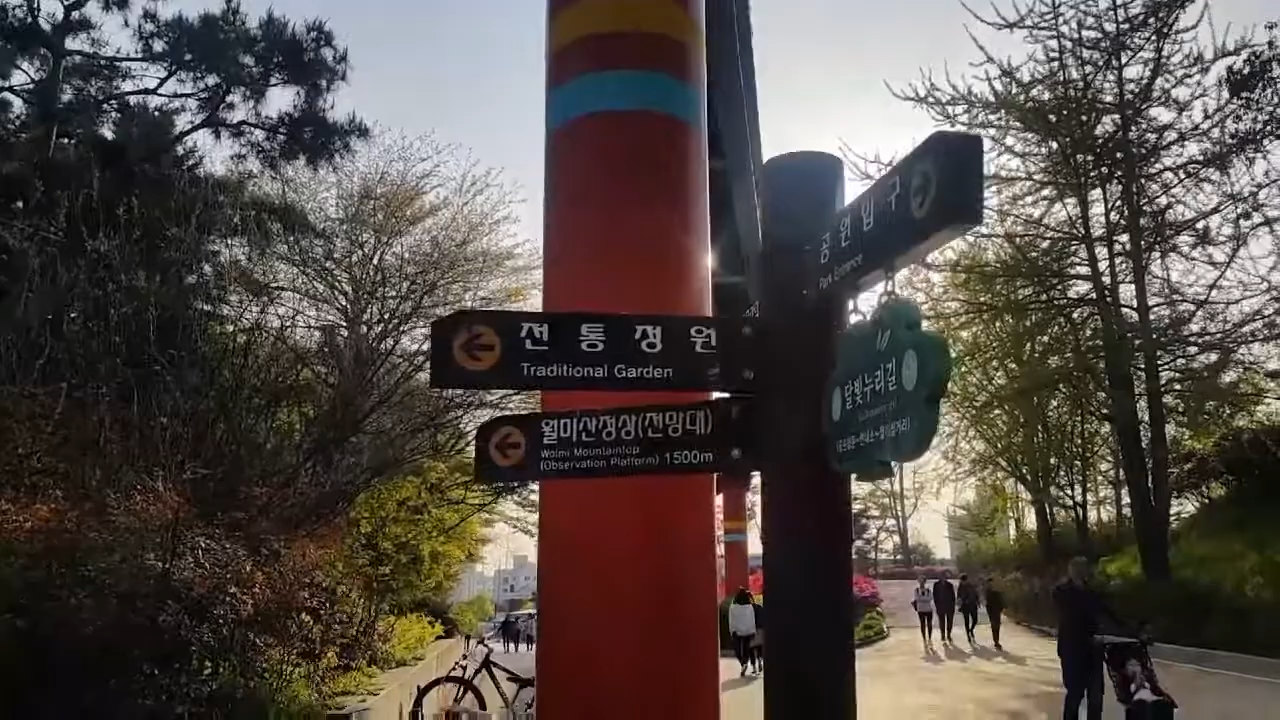 공원입구
Park Entrance
전통정원
Traditional Garden
월미산정상(전망대)
Wolmi Mountaintop
(Observation Platform) 1500m
달빛누리길